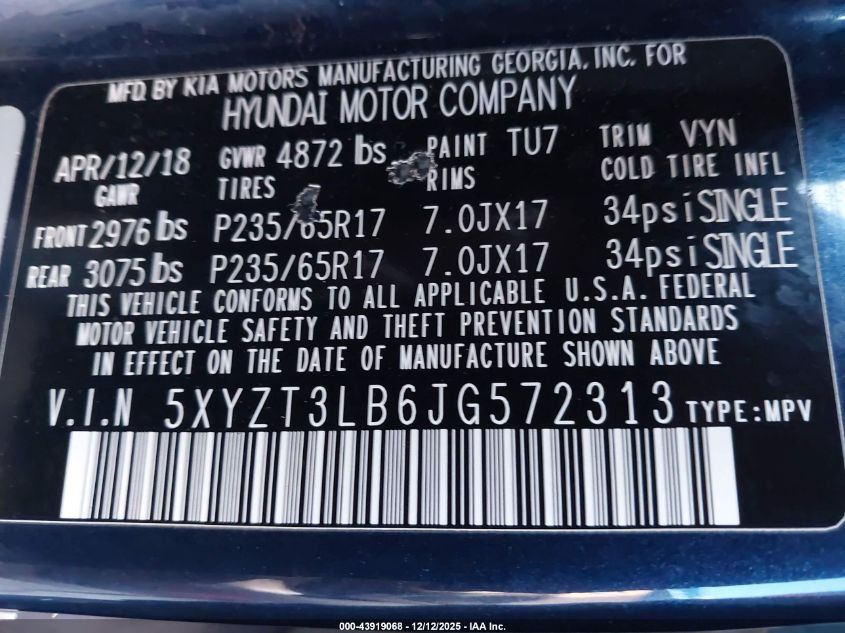 MFD. BY KIA MOTORS MANUFACTURING GEORGIA, INC. FOR
HYUNDAI MOTOR COMPANY
APR/12/18 GVWR 4872 lbs PAINT TU7 TRIM VYN
GAWR TIRES RIMS COLD TIRE INFL
FRONT 2976 lbs P235/65R17 7.0JX17 34psi SINGLE
REAR 3075 lbs P235/65R17 7.0JX17 34psi SINGLE
THIS VEHICLE CONFORMS TO ALL APPLICABLE U.S.A. FEDERAL
MOTOR VEHICLE SAFETY AND THEFT PREVENTION STANDARDS
IN EFFECT ON THE DATE OF MANUFACTURE SHOWN ABOVE
V.I.N 5XYZT3LB6JG572313 TYPE:MPV
000-43919068 - 12/12/2025 - IAA Inc.